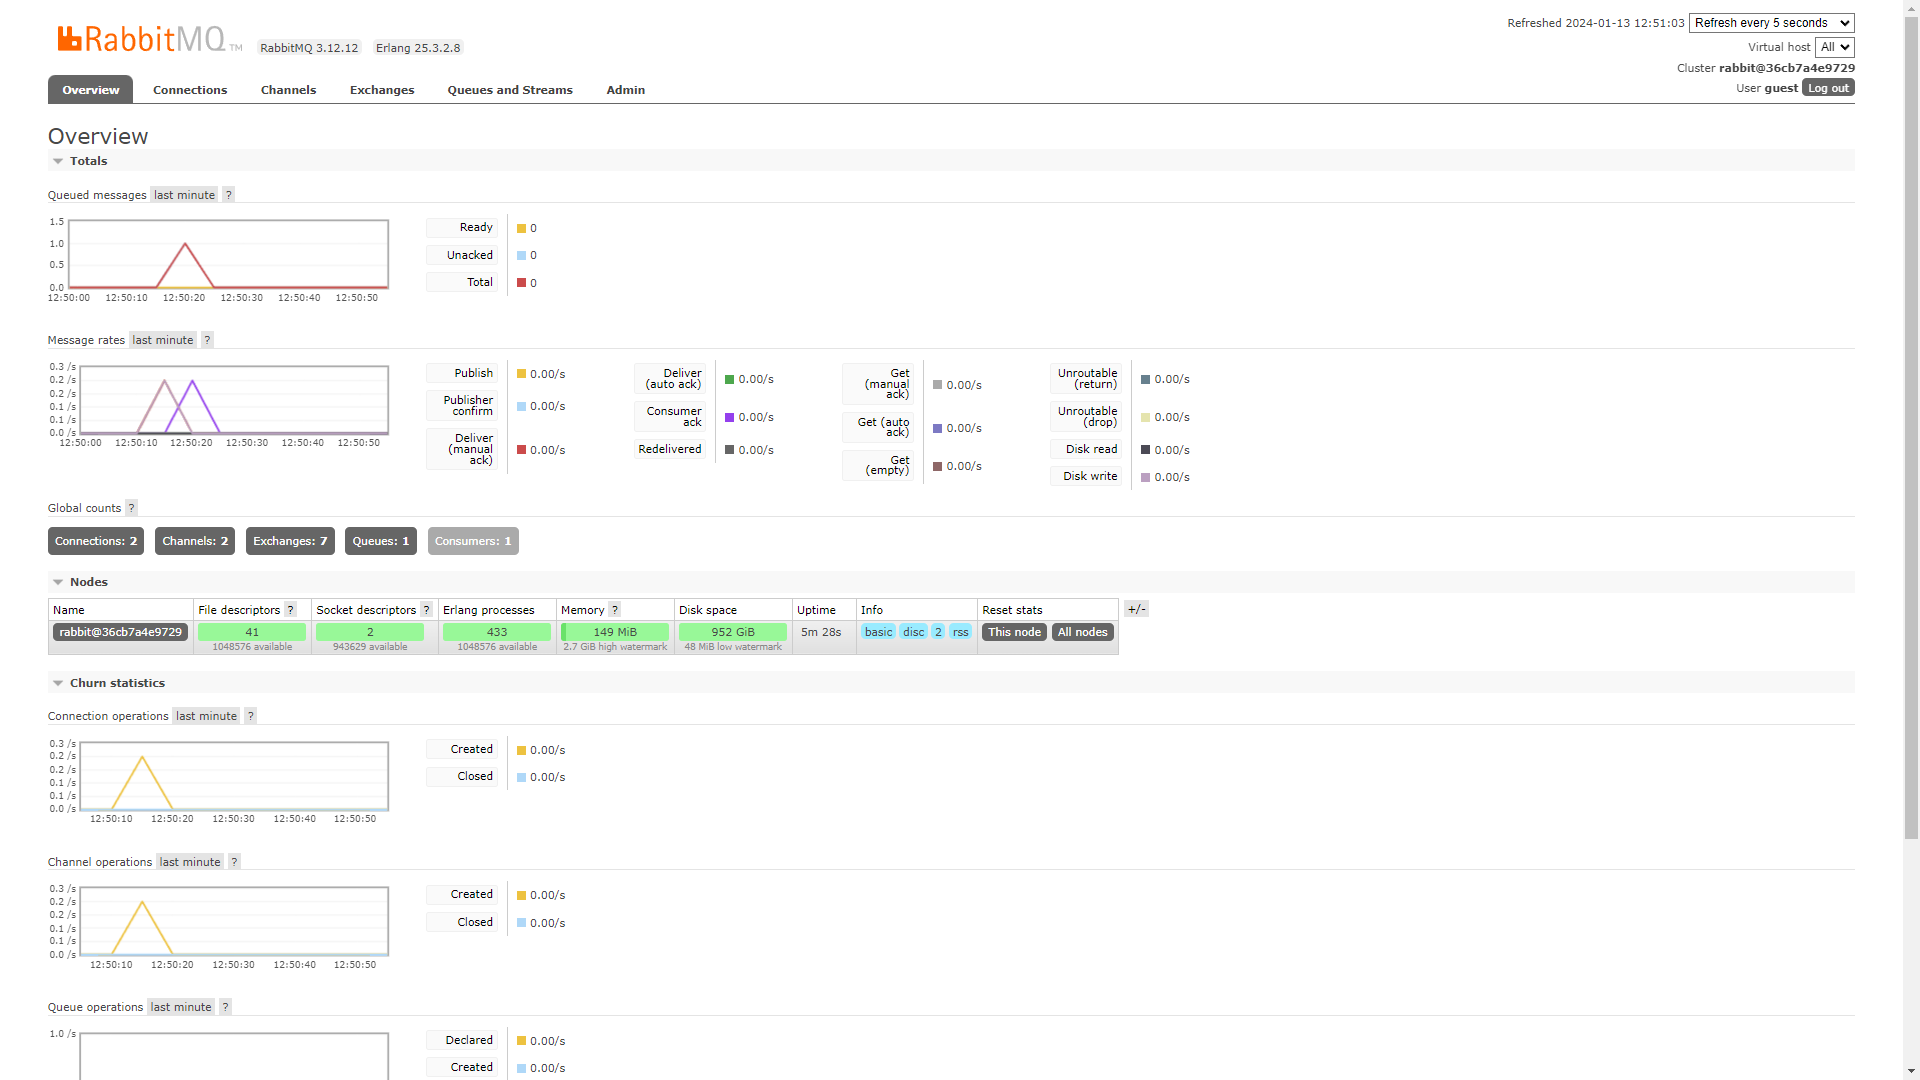 RabbitMQ TM RabbitMQ 3.12.12 Erlang 25.3.2.8
Refreshed 2024-01-13 12:51:03 Refresh every 5 seconds
Virtual host All
Cluster rabbit@36cb7a4e9729
User guest Log out
Overview Connections Channels Exchanges Queues and Streams Admin
Overview
Totals
Queued messages last minute ?
1.5
1.0
0.5
0.0
12:50:00 12:50:10 12:50:20 12:50:30 12:50:40 12:50:50
Ready 0
Unacked 0
Total 0
Message rates last minute ?
0.3 /s
0.2 /s
0.2 /s
0.1 /s
0.1 /s
0.0 /s
12:50:00 12:50:10 12:50:20 12:50:30 12:50:40 12:50:50
Publish 0.00/s
Publisher
confirm 0.00/s
Deliver
(manual
ack) 0.00/s
Deliver
(auto ack) 0.00/s
Consumer
ack 0.00/s
Redelivered 0.00/s
Get
(manual
ack) 0.00/s
Get (auto
ack) 0.00/s
Get
(empty) 0.00/s
Unroutable
(return) 0.00/s
Unroutable
(drop) 0.00/s
Disk read 0.00/s
Disk write 0.00/s
Global counts ?
Connections: 2 Channels: 2 Exchanges: 7 Queues: 1 Consumers: 1
Nodes
Name File descriptors ? Socket descriptors ? Erlang processes Memory ? Disk space Uptime Info Reset stats +/-
rabbit@36cb7a4e9729 41 2 433 149 MiB 952 GiB 5m 28s basic disc 2 rss This node All nodes
1048576 available 943629 available 1048576 available 2.7 GiB high watermark 48 MiB low watermark
Churn statistics
Connection operations last minute ?
0.3 /s
0.2 /s
0.2 /s
0.1 /s
0.1 /s
0.0 /s
12:50:10 12:50:20 12:50:30 12:50:40 12:50:50
Created 0.00/s
Closed 0.00/s
Channel operations last minute ?
0.3 /s
0.2 /s
0.2 /s
0.1 /s
0.1 /s
0.0 /s
12:50:10 12:50:20 12:50:30 12:50:40 12:50:50
Created 0.00/s
Closed 0.00/s
Queue operations last minute ?
1.0 /s
Declared 0.00/s
Created 0.00/s